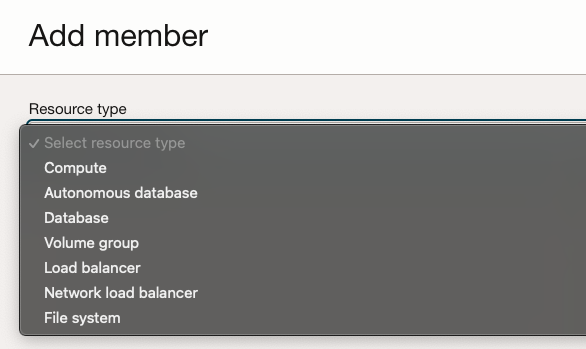 Add member
Resource type
✓ Select resource type
Compute
Autonomous database
Database
Volume group
Load balancer
Network load balancer
File system